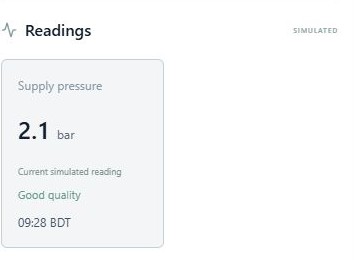 Readings
SIMULATED
Supply pressure
2.1 bar
Current simulated reading
Good quality
09:28 BDT